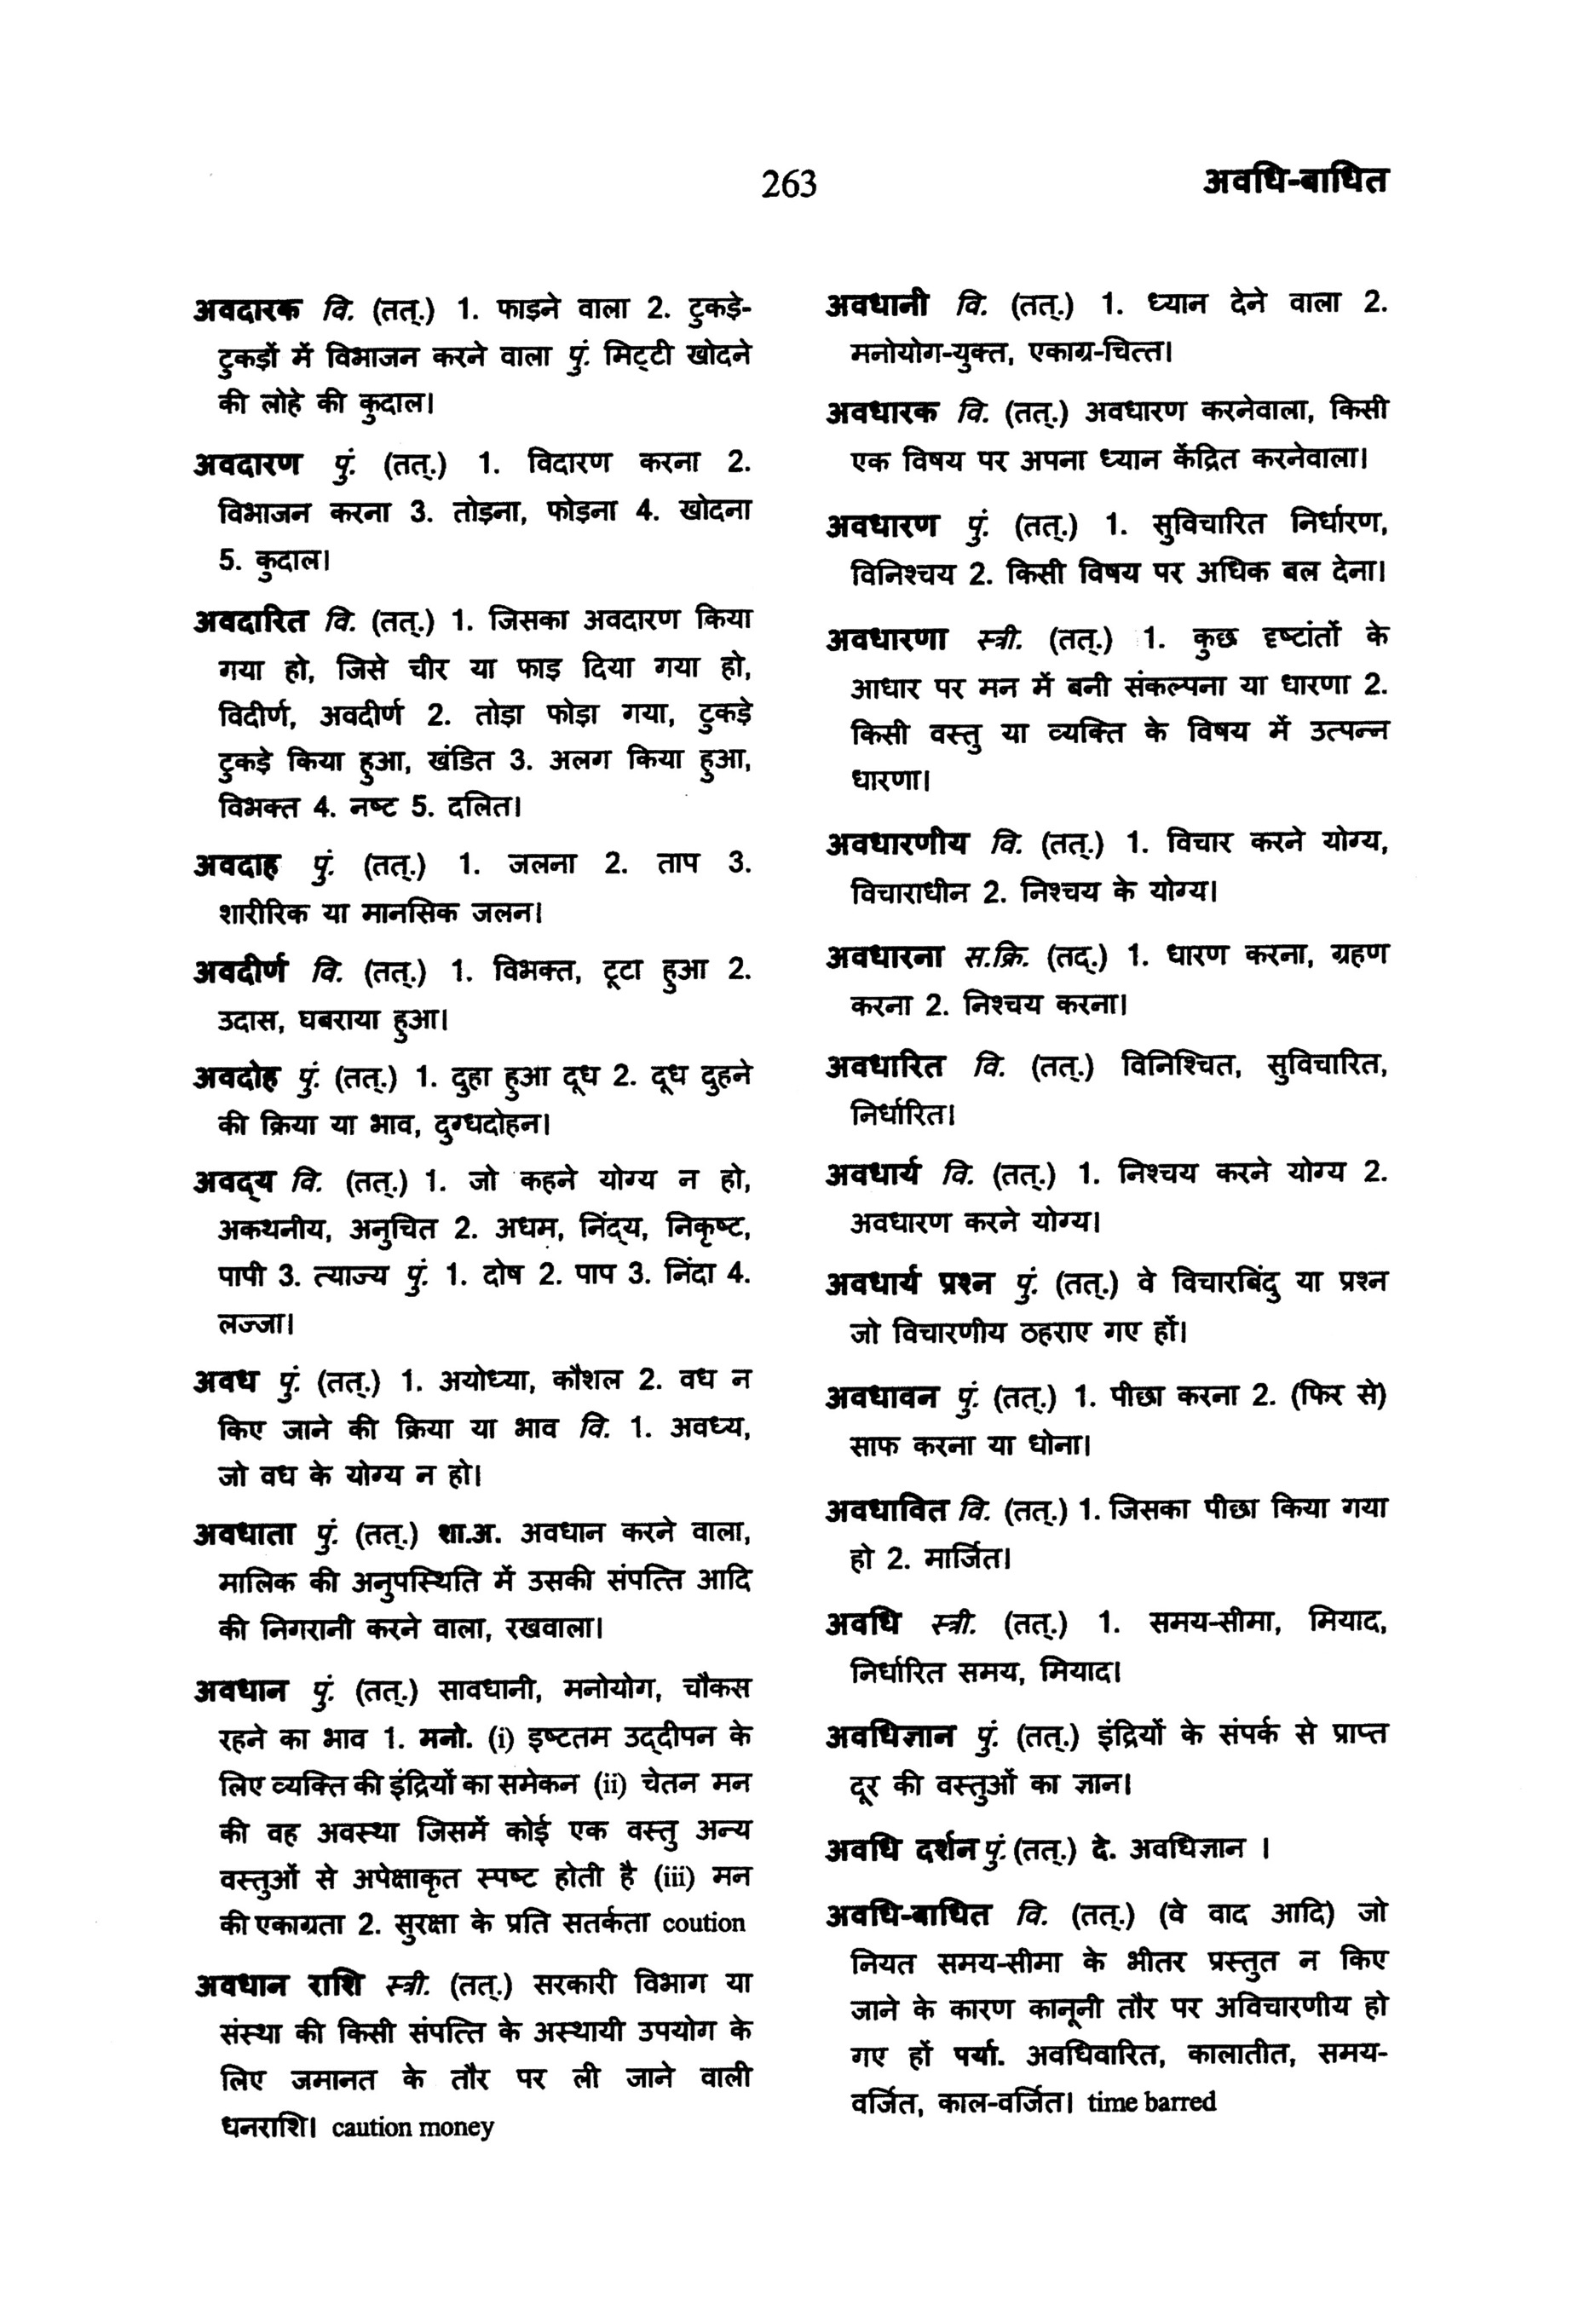 263
अवधि-बाधित
अवदारक वि. (तत्.) 1. फाड़ने वाला 2. टुकड़े-
टुकड़ों में विभाजन करने वाला पुं. मिट्टी खोदने
की लोहे की कुदाल।
अवदारण पुं. (तत्.) 1. विदारण करना 2.
विभाजन करना 3. तोड़ना, फोड़ना 4. खोदना
5. कुदाल।
अवदारित वि. (तत्.) 1. जिसका अवदारण किया
गया हो, जिसे चीर या फाड़ दिया गया हो,
विदीर्ण, अवदीर्ण 2. तोड़ा फोड़ा गया, टुकड़े
टुकड़े किया हुआ, खंडित 3. अलग किया हुआ,
विभक्त 4. नष्ट 5. दलित।
अवदाह पुं. (तत्.) 1. जलना 2. ताप 3.
शारीरिक या मानसिक जलन।
अवदीर्ण वि. (तत्.) 1. विभक्त, टूटा हुआ 2.
उदास, घबराया हुआ।
अवदोह पुं. (तत्.) 1. दुहा हुआ दूध 2. दूध दुहने
की क्रिया या भाव, दुग्धदोहन।
अवद्‍य वि. (तत्.) 1. जो कहने योग्य न हो,
अकथनीय, अनुचित 2. अधम, निंद्‍य, निकृष्ट,
पापी 3. त्याज्य पुं. 1. दोष 2. पाप 3. निंदा 4.
लज्जा।
अवध पुं. (तत्.) 1. अयोध्या, कौशल 2. वध न
किए जाने की क्रिया या भाव वि. 1. अवध्य,
जो वध के योग्य न हो।
अवधाता पुं. (तत्.) शा.अ. अवधान करने वाला,
मालिक की अनुपस्थिति में उसकी संपत्ति आदि
की निगरानी करने वाला, रखवाला।
अवधान पुं. (तत्.) सावधानी, मनोयोग, चौकस
रहने का भाव 1. मनो. (i) इष्टतम उद्‍दीपन के
लिए व्यक्ति की इंद्रियों का समेकन (ii) चेतन मन
की वह अवस्था जिसमें कोई एक वस्तु अन्य
वस्तुओं से अपेक्षाकृत स्पष्ट होती है (iii) मन
की एकाग्रता 2. सुरक्षा के प्रति सतर्कता coution
अवधान राशि स्त्री. (तत्.) सरकारी विभाग या
संस्था की किसी संपत्ति के अस्थायी उपयोग के
लिए जमानत के तौर पर ली जाने वाली
धनराशि। caution money
अवधानी वि. (तत्.) 1. ध्यान देने वाला 2.
मनोयोग-युक्त, एकाग्र-चित्त।
अवधारक वि. (तत्.) अवधारण करनेवाला, किसी
एक विषय पर अपना ध्यान केंद्रित करनेवाला।
अवधारण पुं. (तत्.) 1. सुविचारित निर्धारण,
विनिश्चय 2. किसी विषय पर अधिक बल देना।
अवधारणा स्त्री. (तत्.) 1. कुछ दृष्टांतों के
आधार पर मन में बनी संकल्पना या धारणा 2.
किसी वस्तु या व्यक्ति के विषय में उत्पन्न
धारणा।
अवधारणीय वि. (तत्.) 1. विचार करने योग्य,
विचाराधीन 2. निश्चय के योग्य।
अवधारना स.क्रि. (तद्.) 1. धारण करना, ग्रहण
करना 2. निश्चय करना।
अवधारित वि. (तत्.) विनिश्चित, सुविचारित,
निर्धारित।
अवधार्य वि. (तत्.) 1. निश्चय करने योग्य 2.
अवधारण करने योग्य।
अवधार्य प्रश्न पुं. (तत्.) वे विचारबिंदु या प्रश्न
जो विचारणीय ठहराए गए हों।
अवधावन पुं. (तत्.) 1. पीछा करना 2. (फिर से)
साफ करना या धोना।
अवधावित वि. (तत्.) 1. जिसका पीछा किया गया
हो 2. मार्जित।
अवधि स्त्री. (तत्.) 1. समय-सीमा, मियाद,
निर्धारित समय, मियाद।
अवधिज्ञान पुं. (तत्.) इंद्रियों के संपर्क से प्राप्त
दूर की वस्तुओं का ज्ञान।
अवधि दर्शन पुं. (तत्.) दे. अवधिज्ञान ।
अवधि-बाधित वि. (तत्.) (वे वाद आदि) जो
नियत समय-सीमा के भीतर प्रस्तुत न किए
जाने के कारण कानूनी तौर पर अविचारणीय हो
गए हों पर्या. अवधिवारित, कालातीत, समय-
वर्जित, काल-वर्जित। time barred